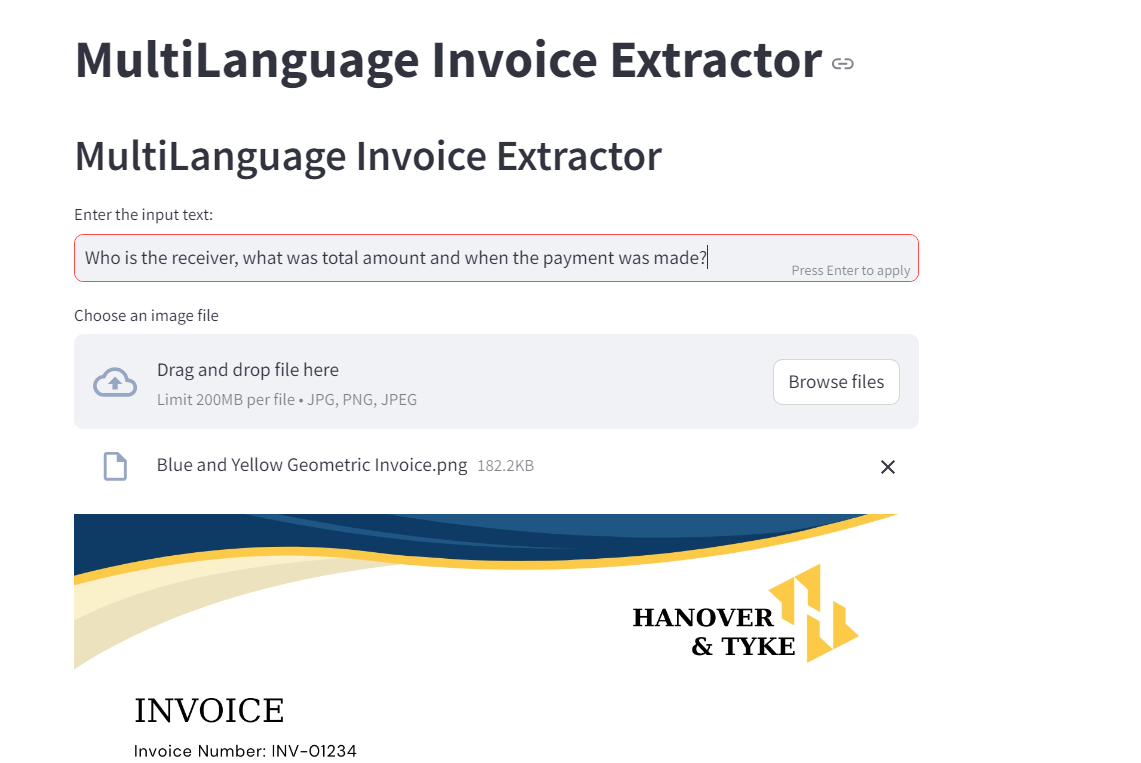 MultiLanguage Invoice Extractor
MultiLanguage Invoice Extractor
Enter the input text:
Who is the receiver, what was total amount and when the payment was made?
Press Enter to apply
Choose an image file
Drag and drop file here
Limit 200MB per file • JPG, PNG, JPEG
Browse files
Blue and Yellow Geometric Invoice.png 182.2KB
HANOVER
& TYKE
INVOICE
Invoice Number: INV-01234